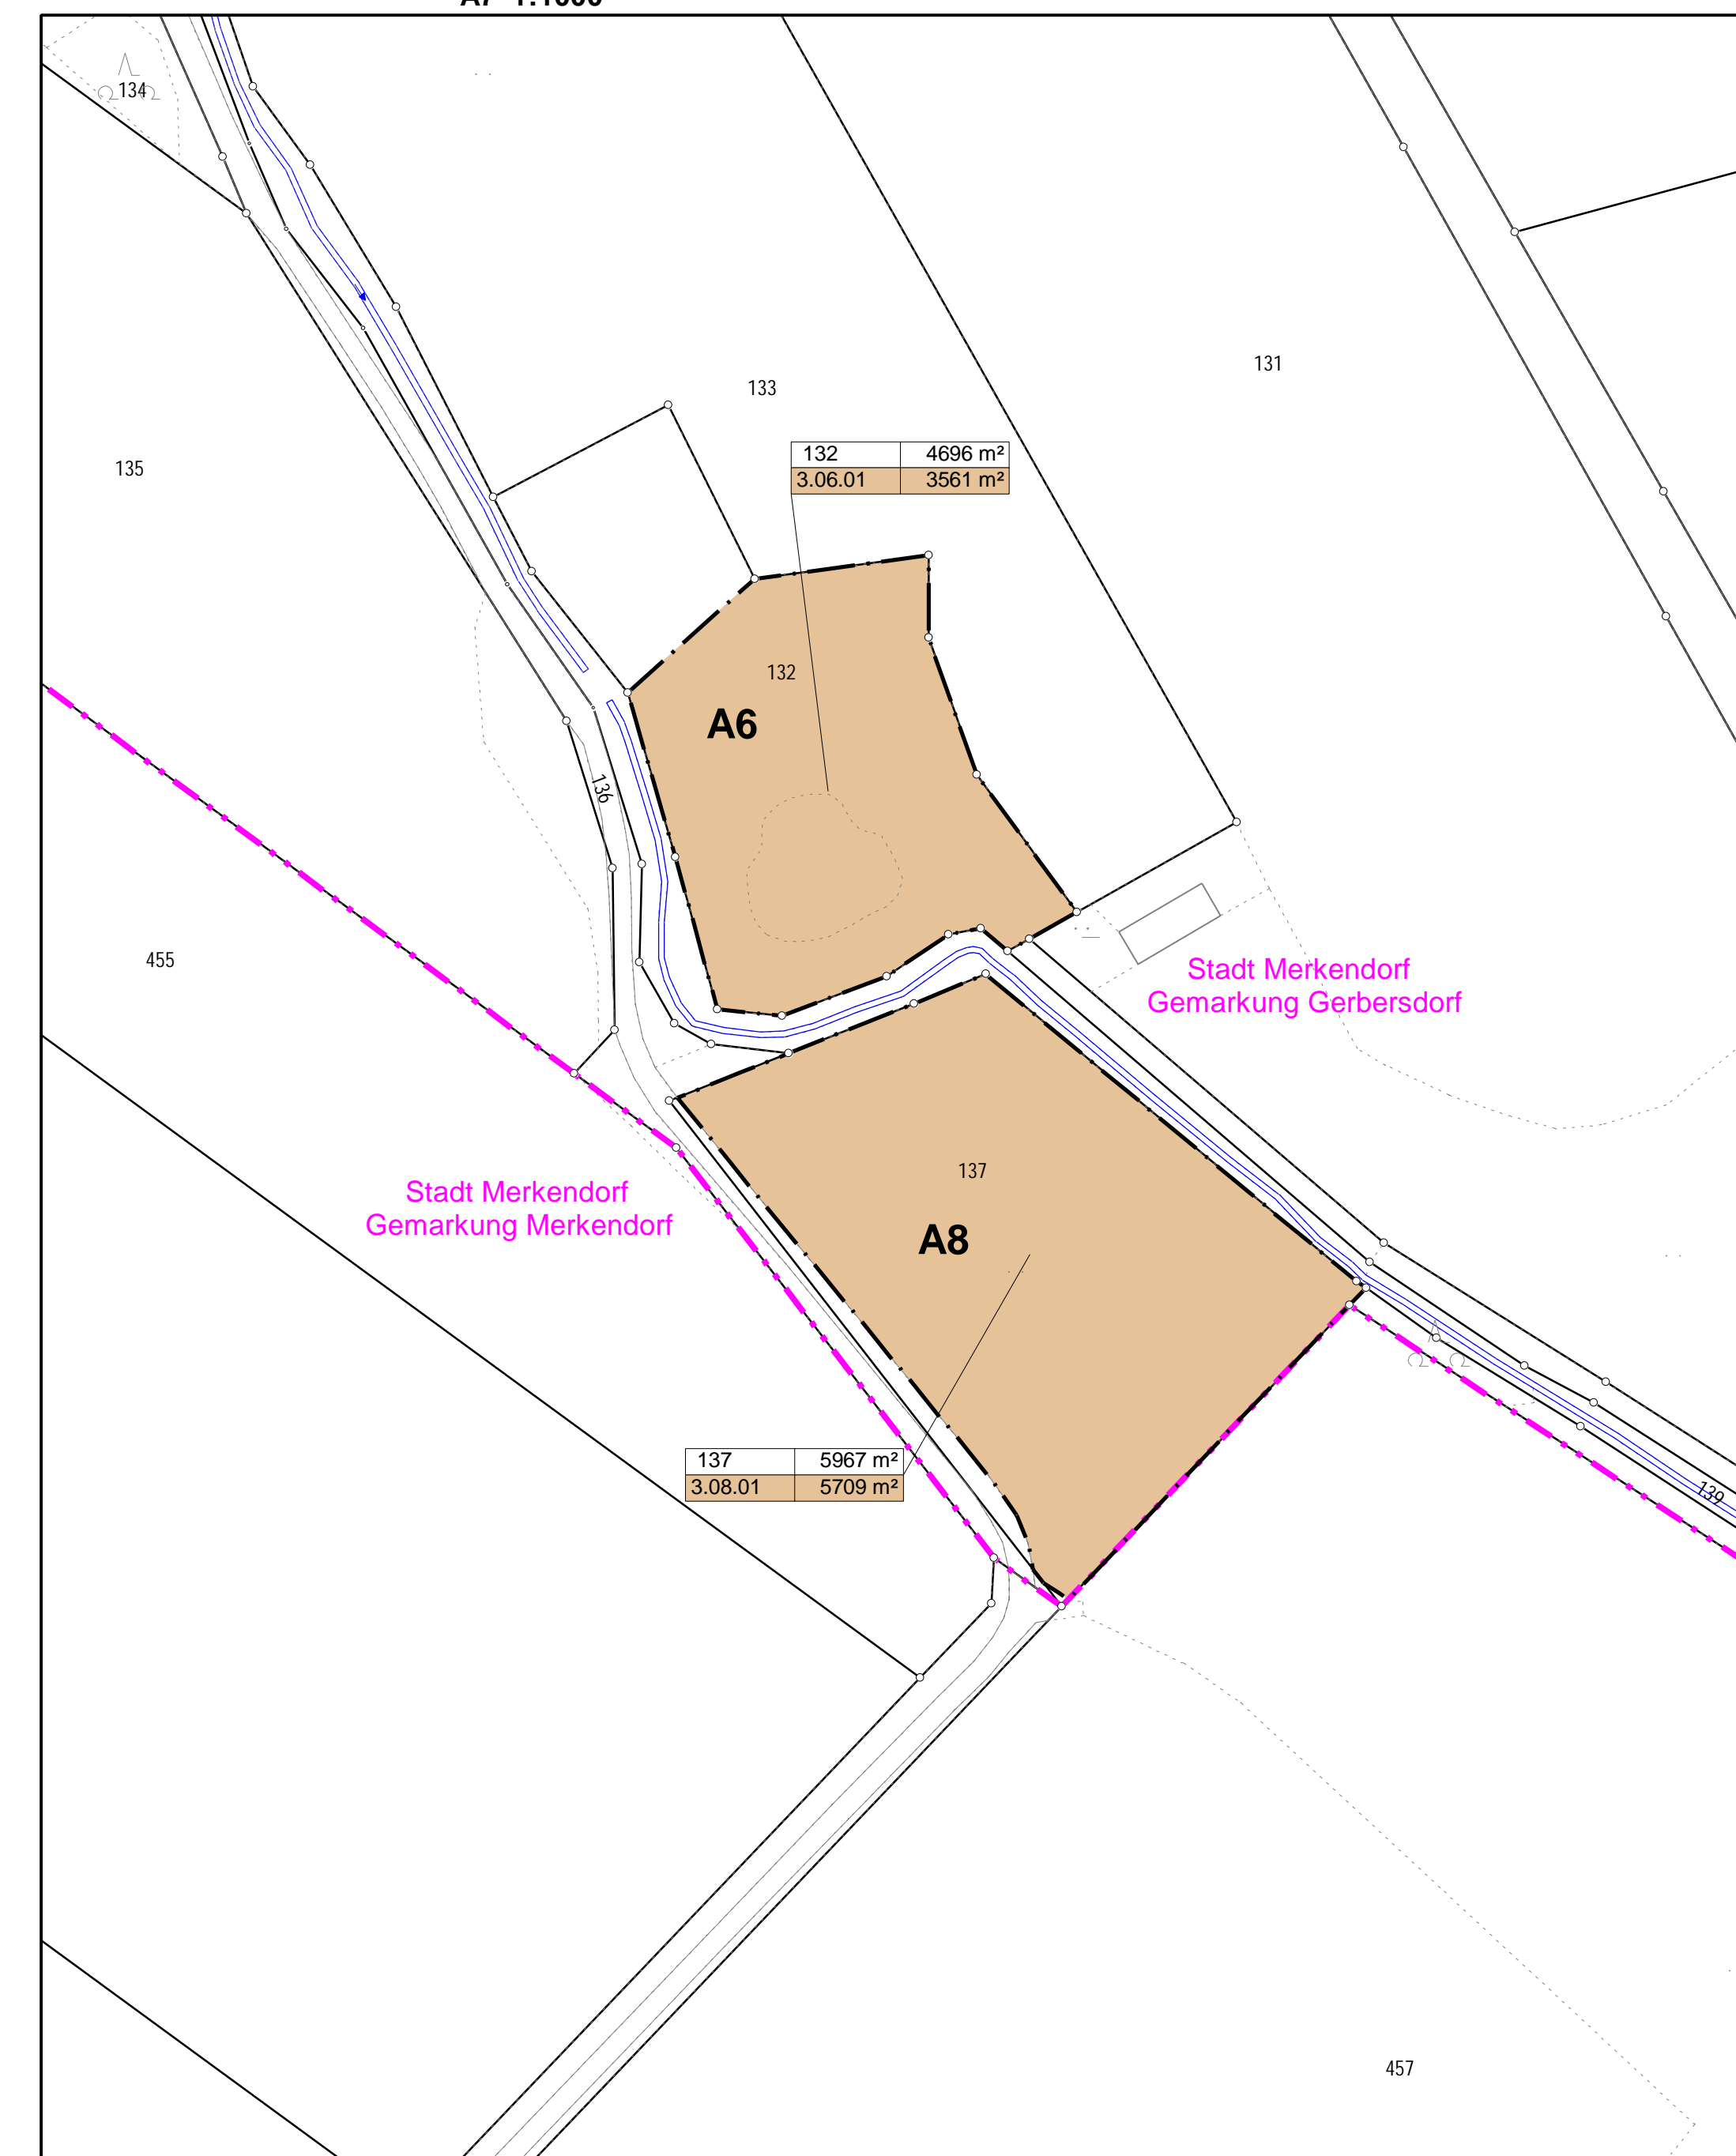 134
133
131
132 4696 m²
3.06.01 3561 m²
135
132
A6
136
455
Stadt Merkendorf
Gemarkung Gerbersdorf
137
Stadt Merkendorf
Gemarkung Merkendorf
A8
137 5967 m²
3.08.01 5709 m²
139
457